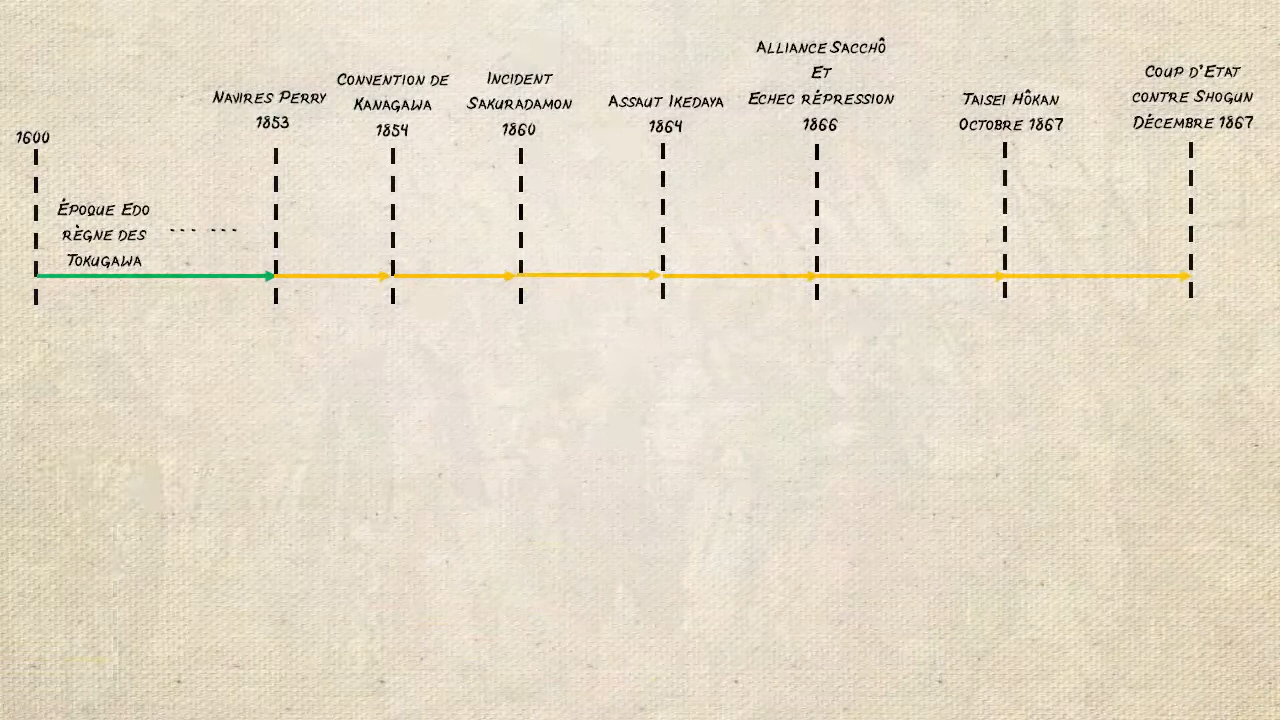 1600
Époque Edo
règne des
Tokugawa
Navires Perry
1853
Convention de
Kanagawa
1854
Incident
Sakuradamon
1860
Assaut Ikedaya
1864
Alliance Sacchô
Et
Echec répression
1866
Taisei Hôkan
Octobre 1867
Coup d'Etat
contre Shogun
Décembre 1867